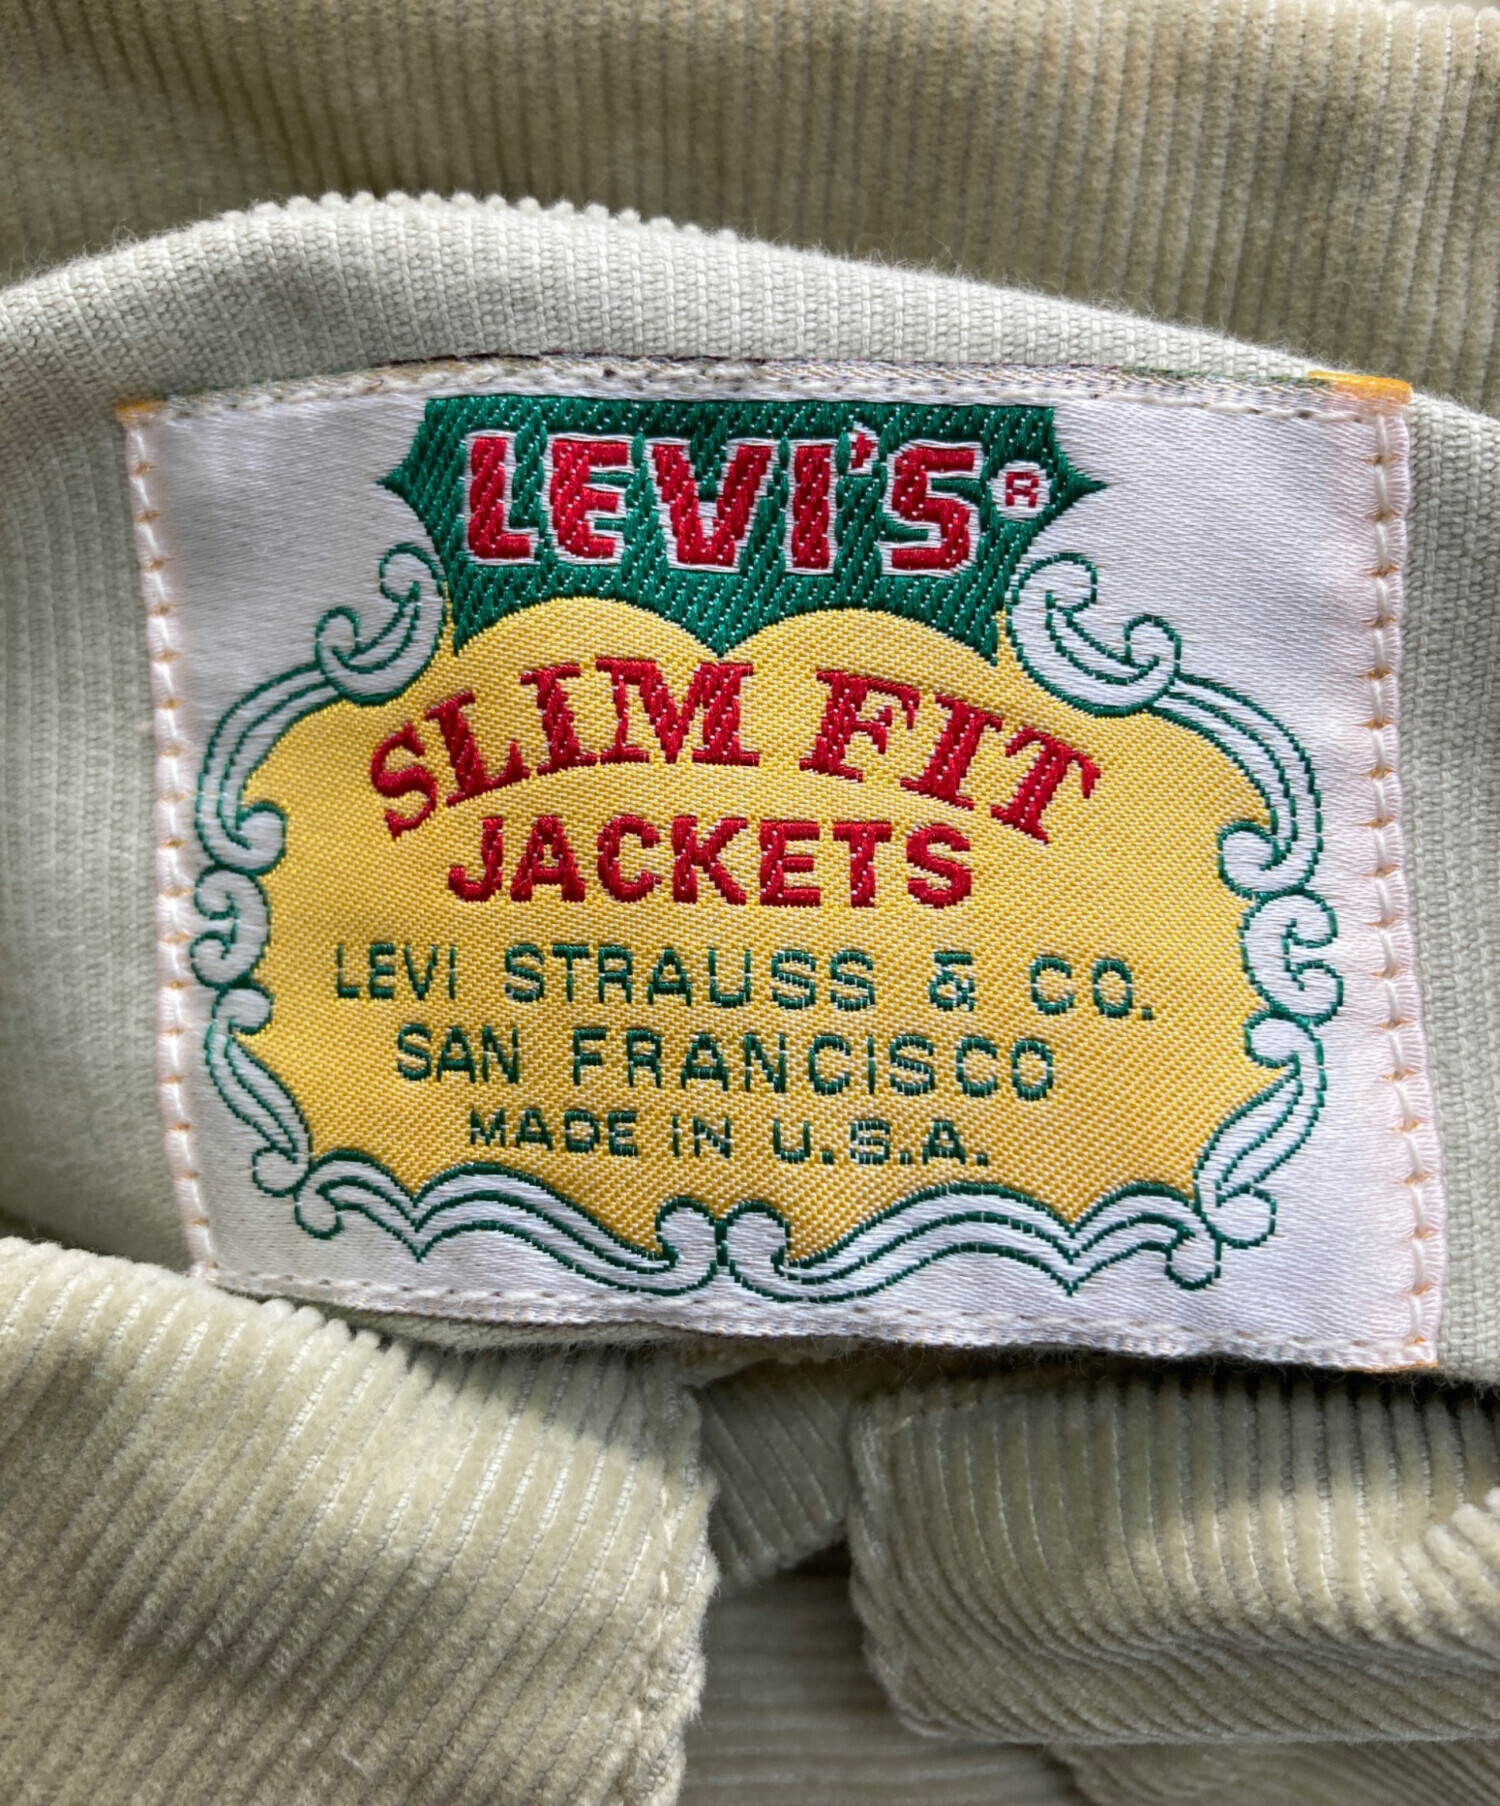 LEVI'S®
SLIM FIT
JACKETS
LEVI STRAUSS & CO.
SAN FRANCISCO
MADE IN U.S.A.